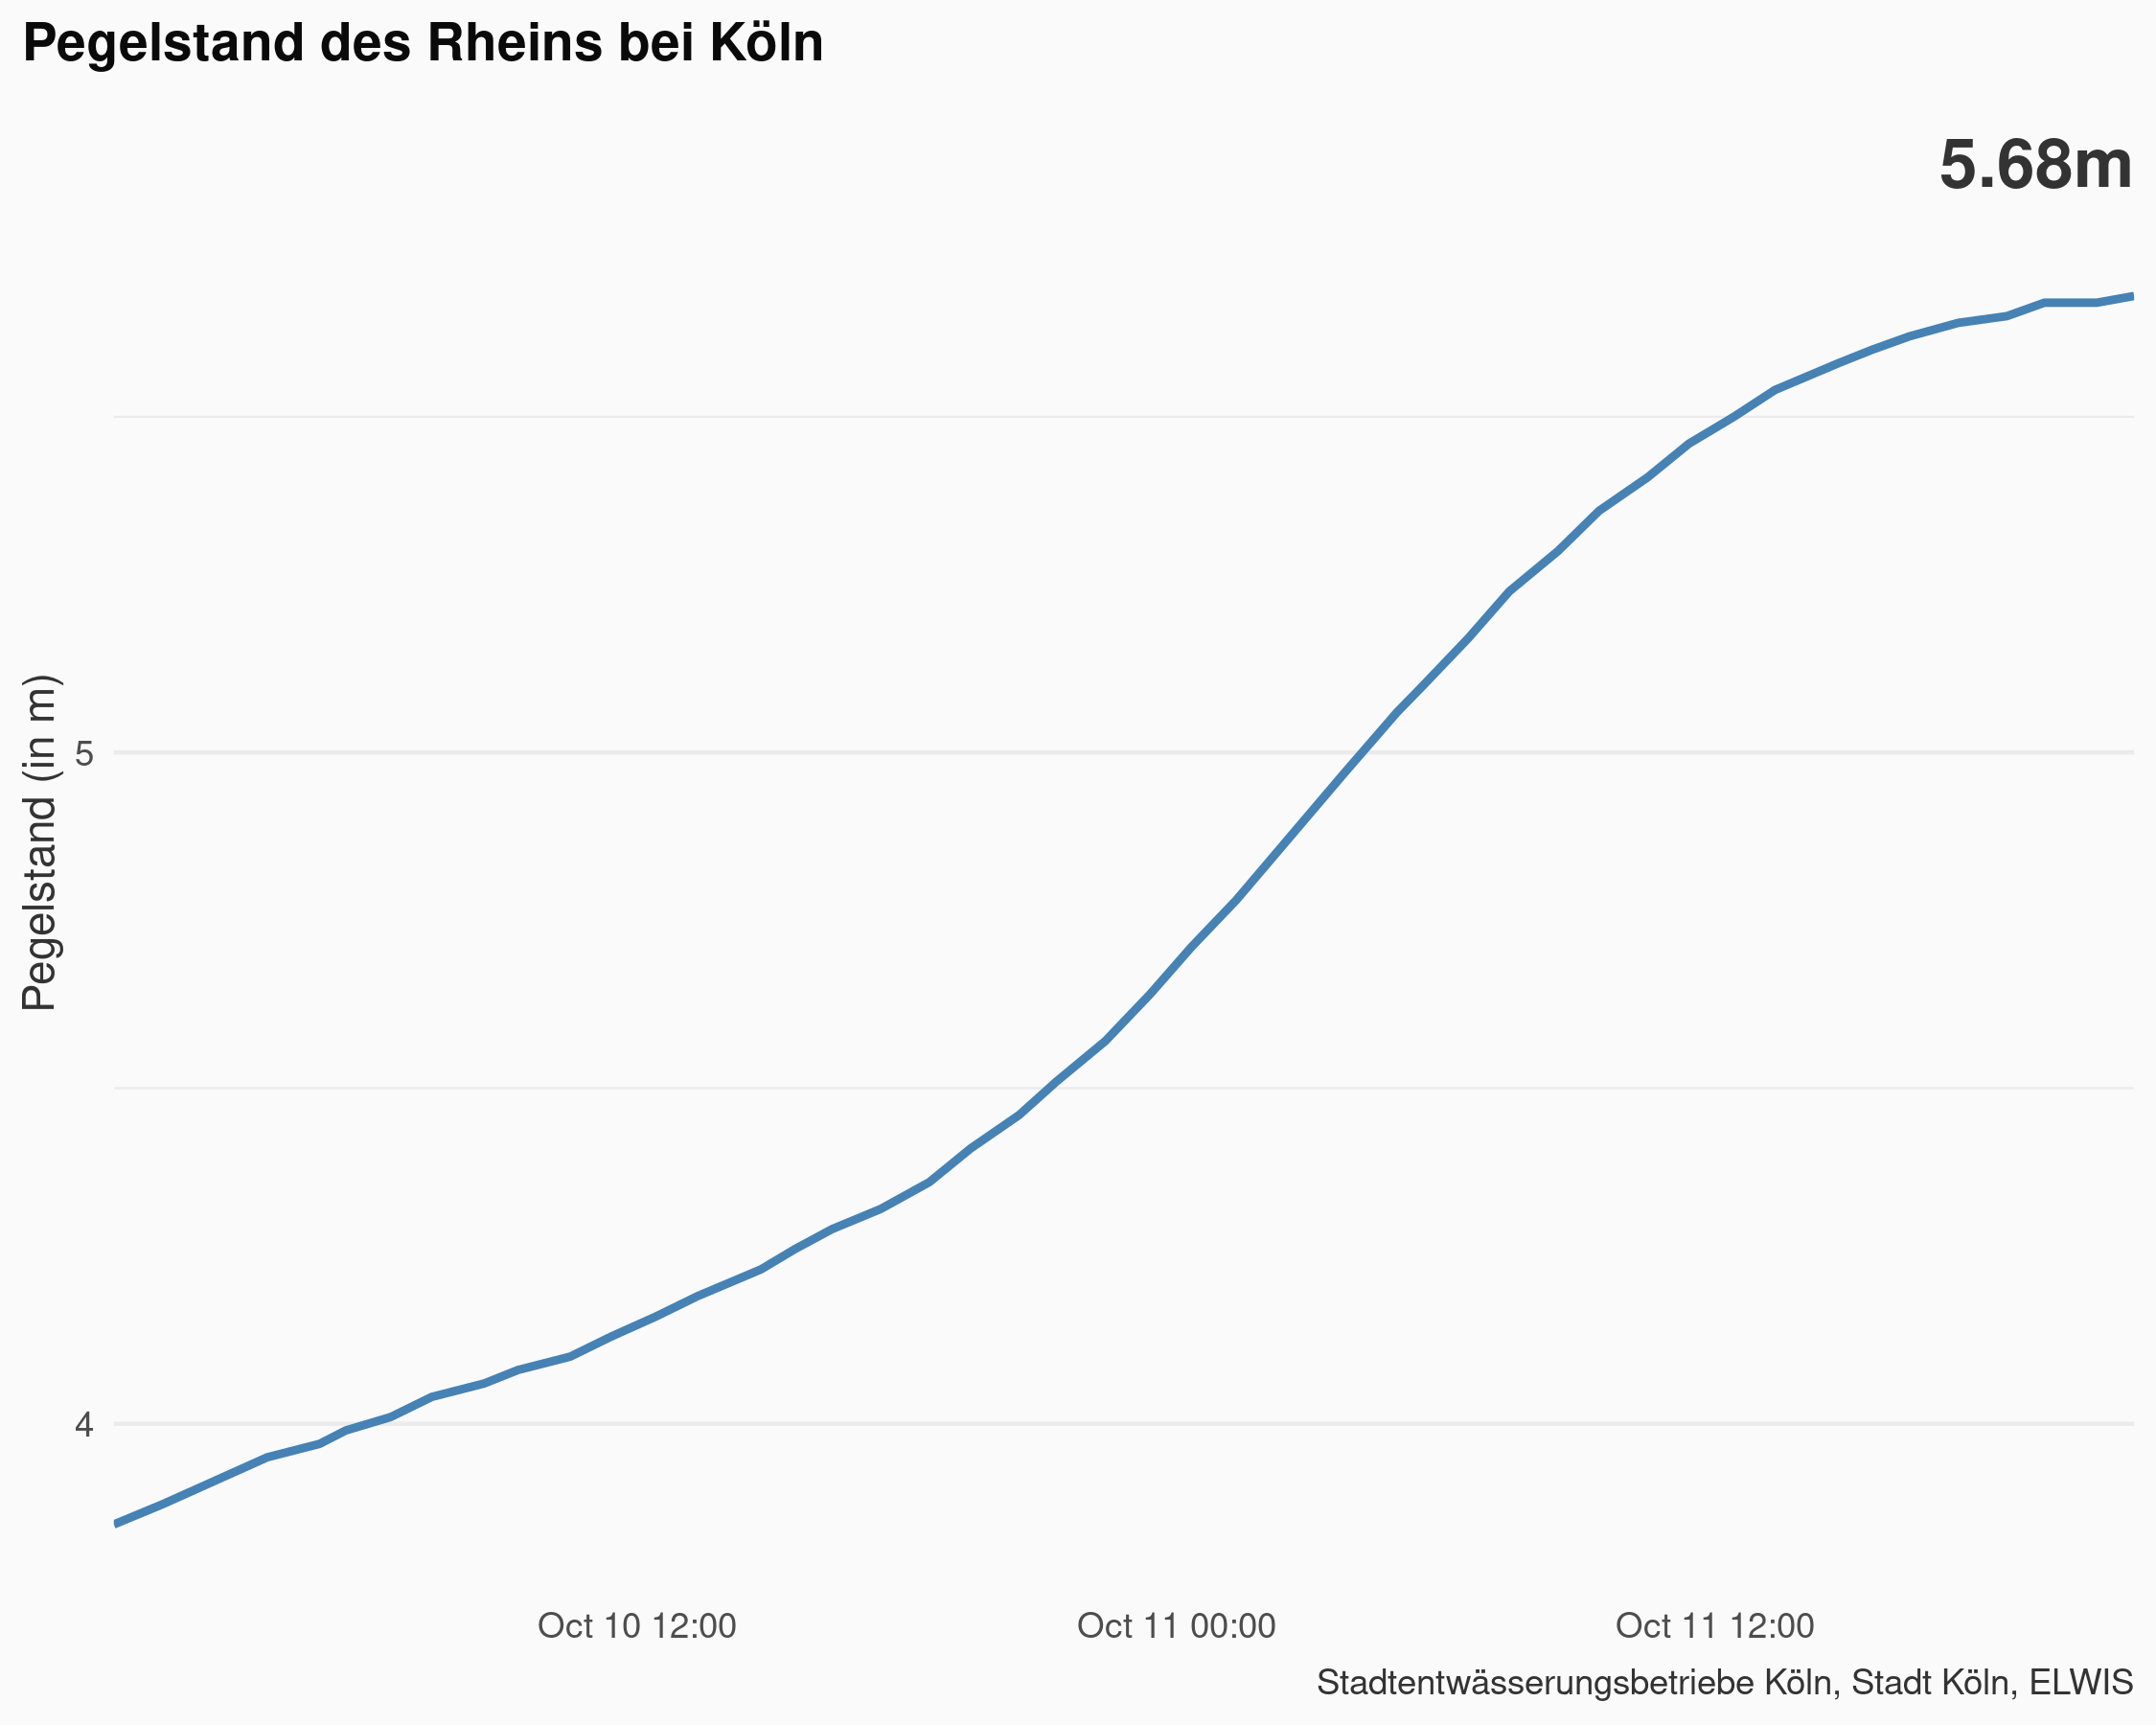 Pegelstand des Rheins bei Köln
5.68m
Pegelstand (in m)
5
4
Oct 10 12:00
Oct 11 00:00
Oct 11 12:00
Stadtentwässerungsbetriebe Köln, Stadt Köln, ELWIS